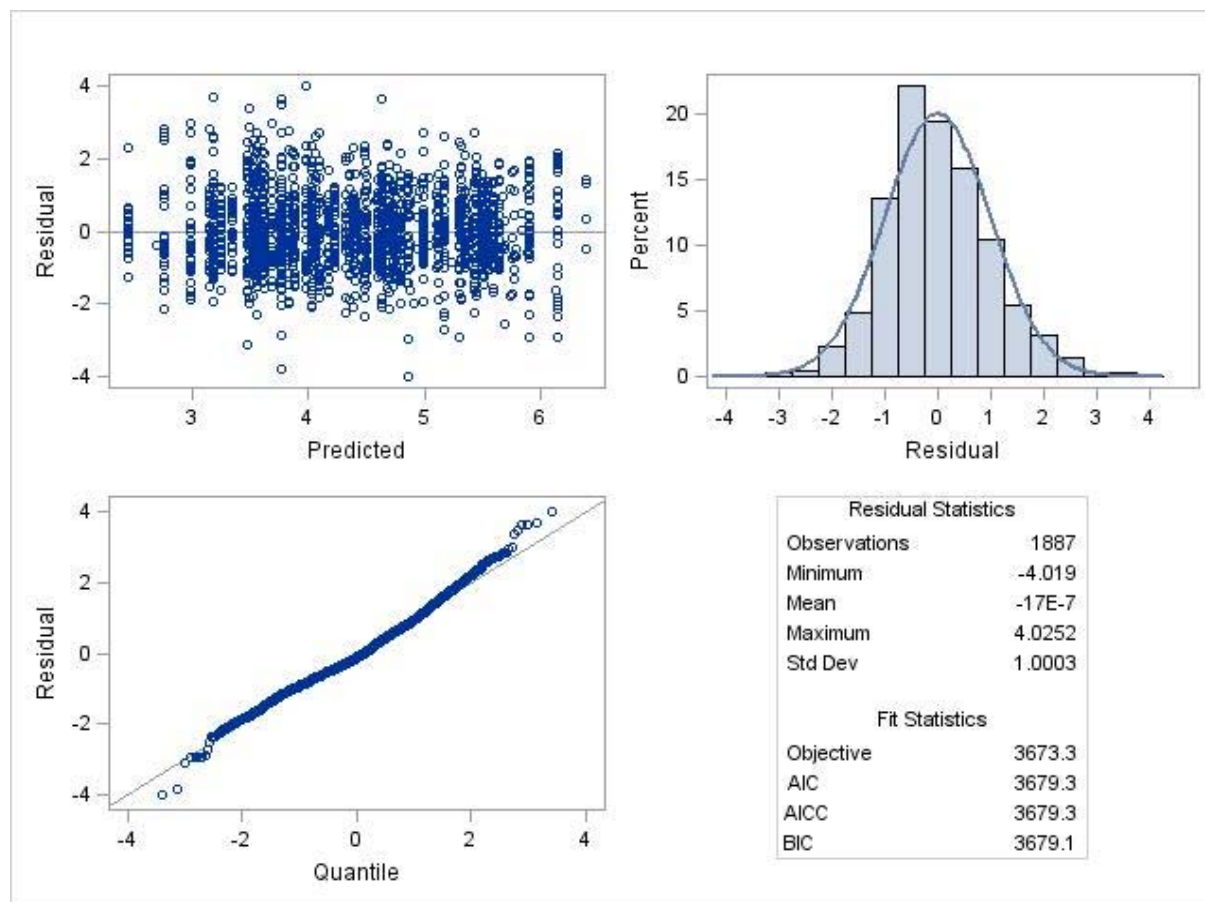 4
2
0
-2
-4
Residual
3 4 5 6
Predicted
20
15
10
5
0
Percent
-4 -3 -2 -1 0 1 2 3 4
Residual
4
2
0
-2
-4
Residual
-4 -2 0 2 4
Quantile
Residual Statistics
Observations 1887
Minimum -4.019
Mean -17E-7
Maximum 4.0252
Std Dev 1.0003
Fit Statistics
Objective 3673.3
AIC 3679.3
AICC 3679.3
BIC 3679.1